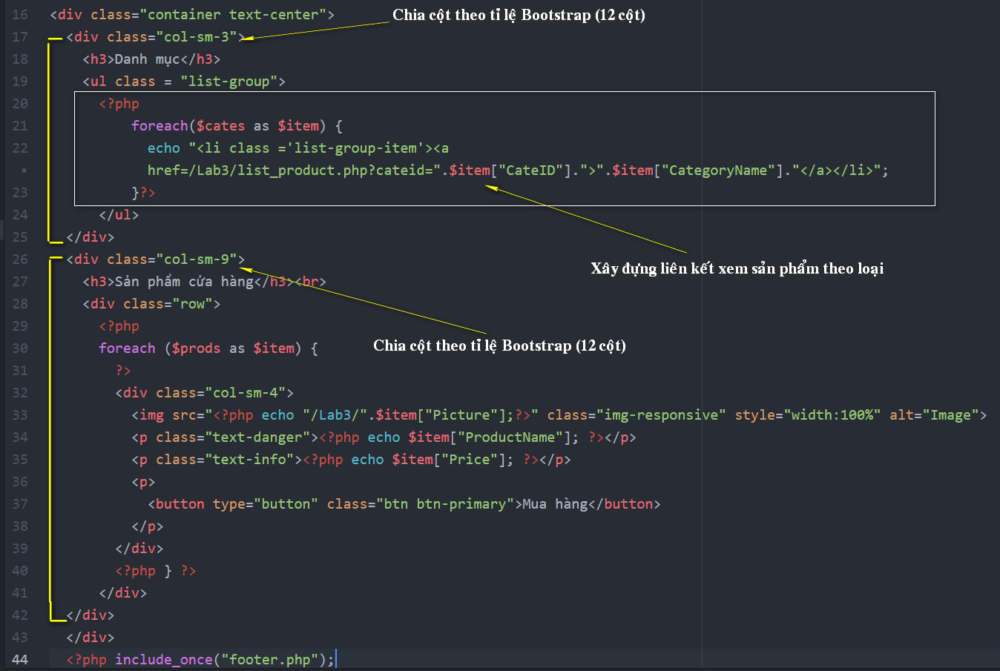 16 <div class="container text-center"> Chia cột theo tỉ lệ Bootstrap (12 cột)
17 <div class="col-sm-3">
18 <h3>Danh mục</h3>
19 <ul class = "list-group">
20 <?php
21 foreach($cates as $item) {
22 echo "<li class ='list-group-item'><a
• href=/Lab3/list_product.php?cateid=".$item["CateID"].">".$item["CategoryName"]."</a></li>";
23 }?>
24 </ul>
25 </div>
26 <div class="col-sm-9">
Xây dựng liên kết xem sản phẩm theo loại
27 <h3>Sản phẩm cửa hàng</h3><br>
28 <div class="row">
29 <?php
30 foreach ($prods as $item) {
Chia cột theo tỉ lệ Bootstrap (12 cột)
31 ?>
32 <div class="col-sm-4">
33 <img src="<?php echo "/Lab3/".$item["Picture"];?>" class="img-responsive" style="width:100%" alt="Image">
34 <p class="text-danger"><?php echo $item["ProductName"]; ?></p>
35 <p class="text-info"><?php echo $item["Price"]; ?></p>
36 <p>
37 <button type="button" class="btn btn-primary">Mua hàng</button>
38 </p>
39 </div>
40 <?php } ?>
41 </div>
42 </div>
43 </div>
44 <?php include_once("footer.php");